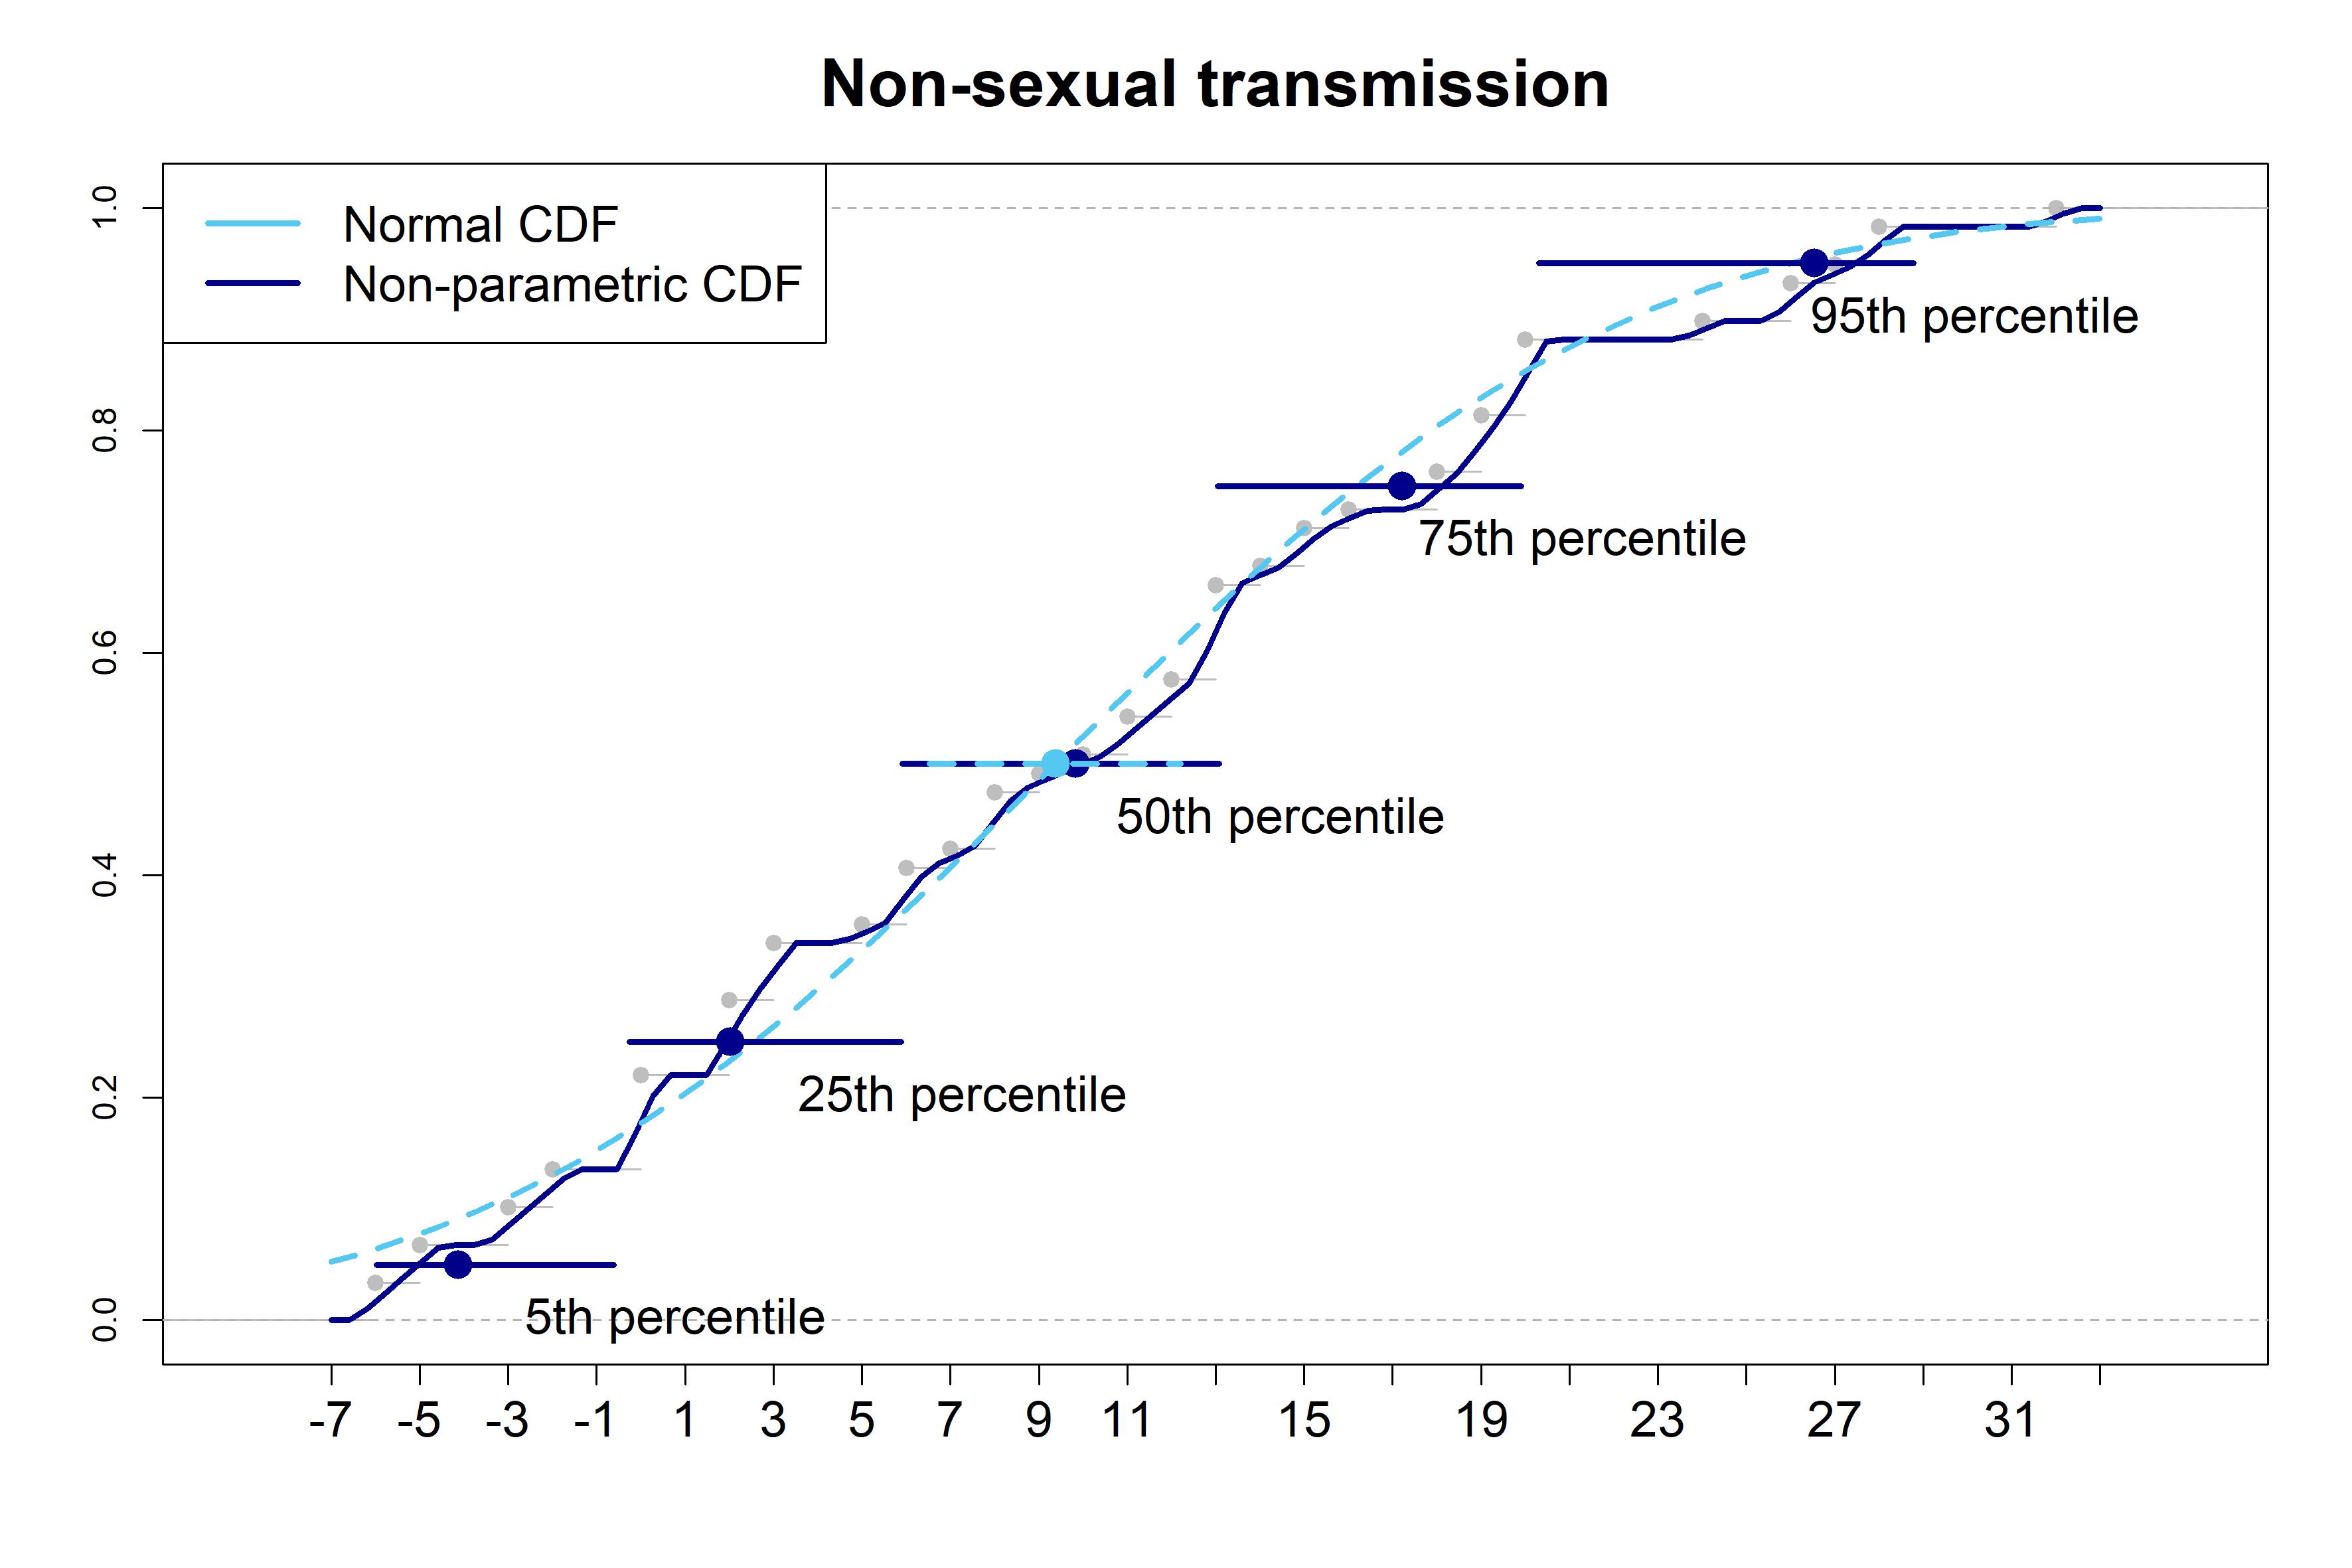 Non-sexual transmission
Normal CDF
Non-parametric CDF
1.0
0.8
0.6
0.4
0.2
0.0
95th percentile
75th percentile
50th percentile
25th percentile
5th percentile
-7 -5 -3 -1 1 3 5 7 9 11 15 19 23 27 31